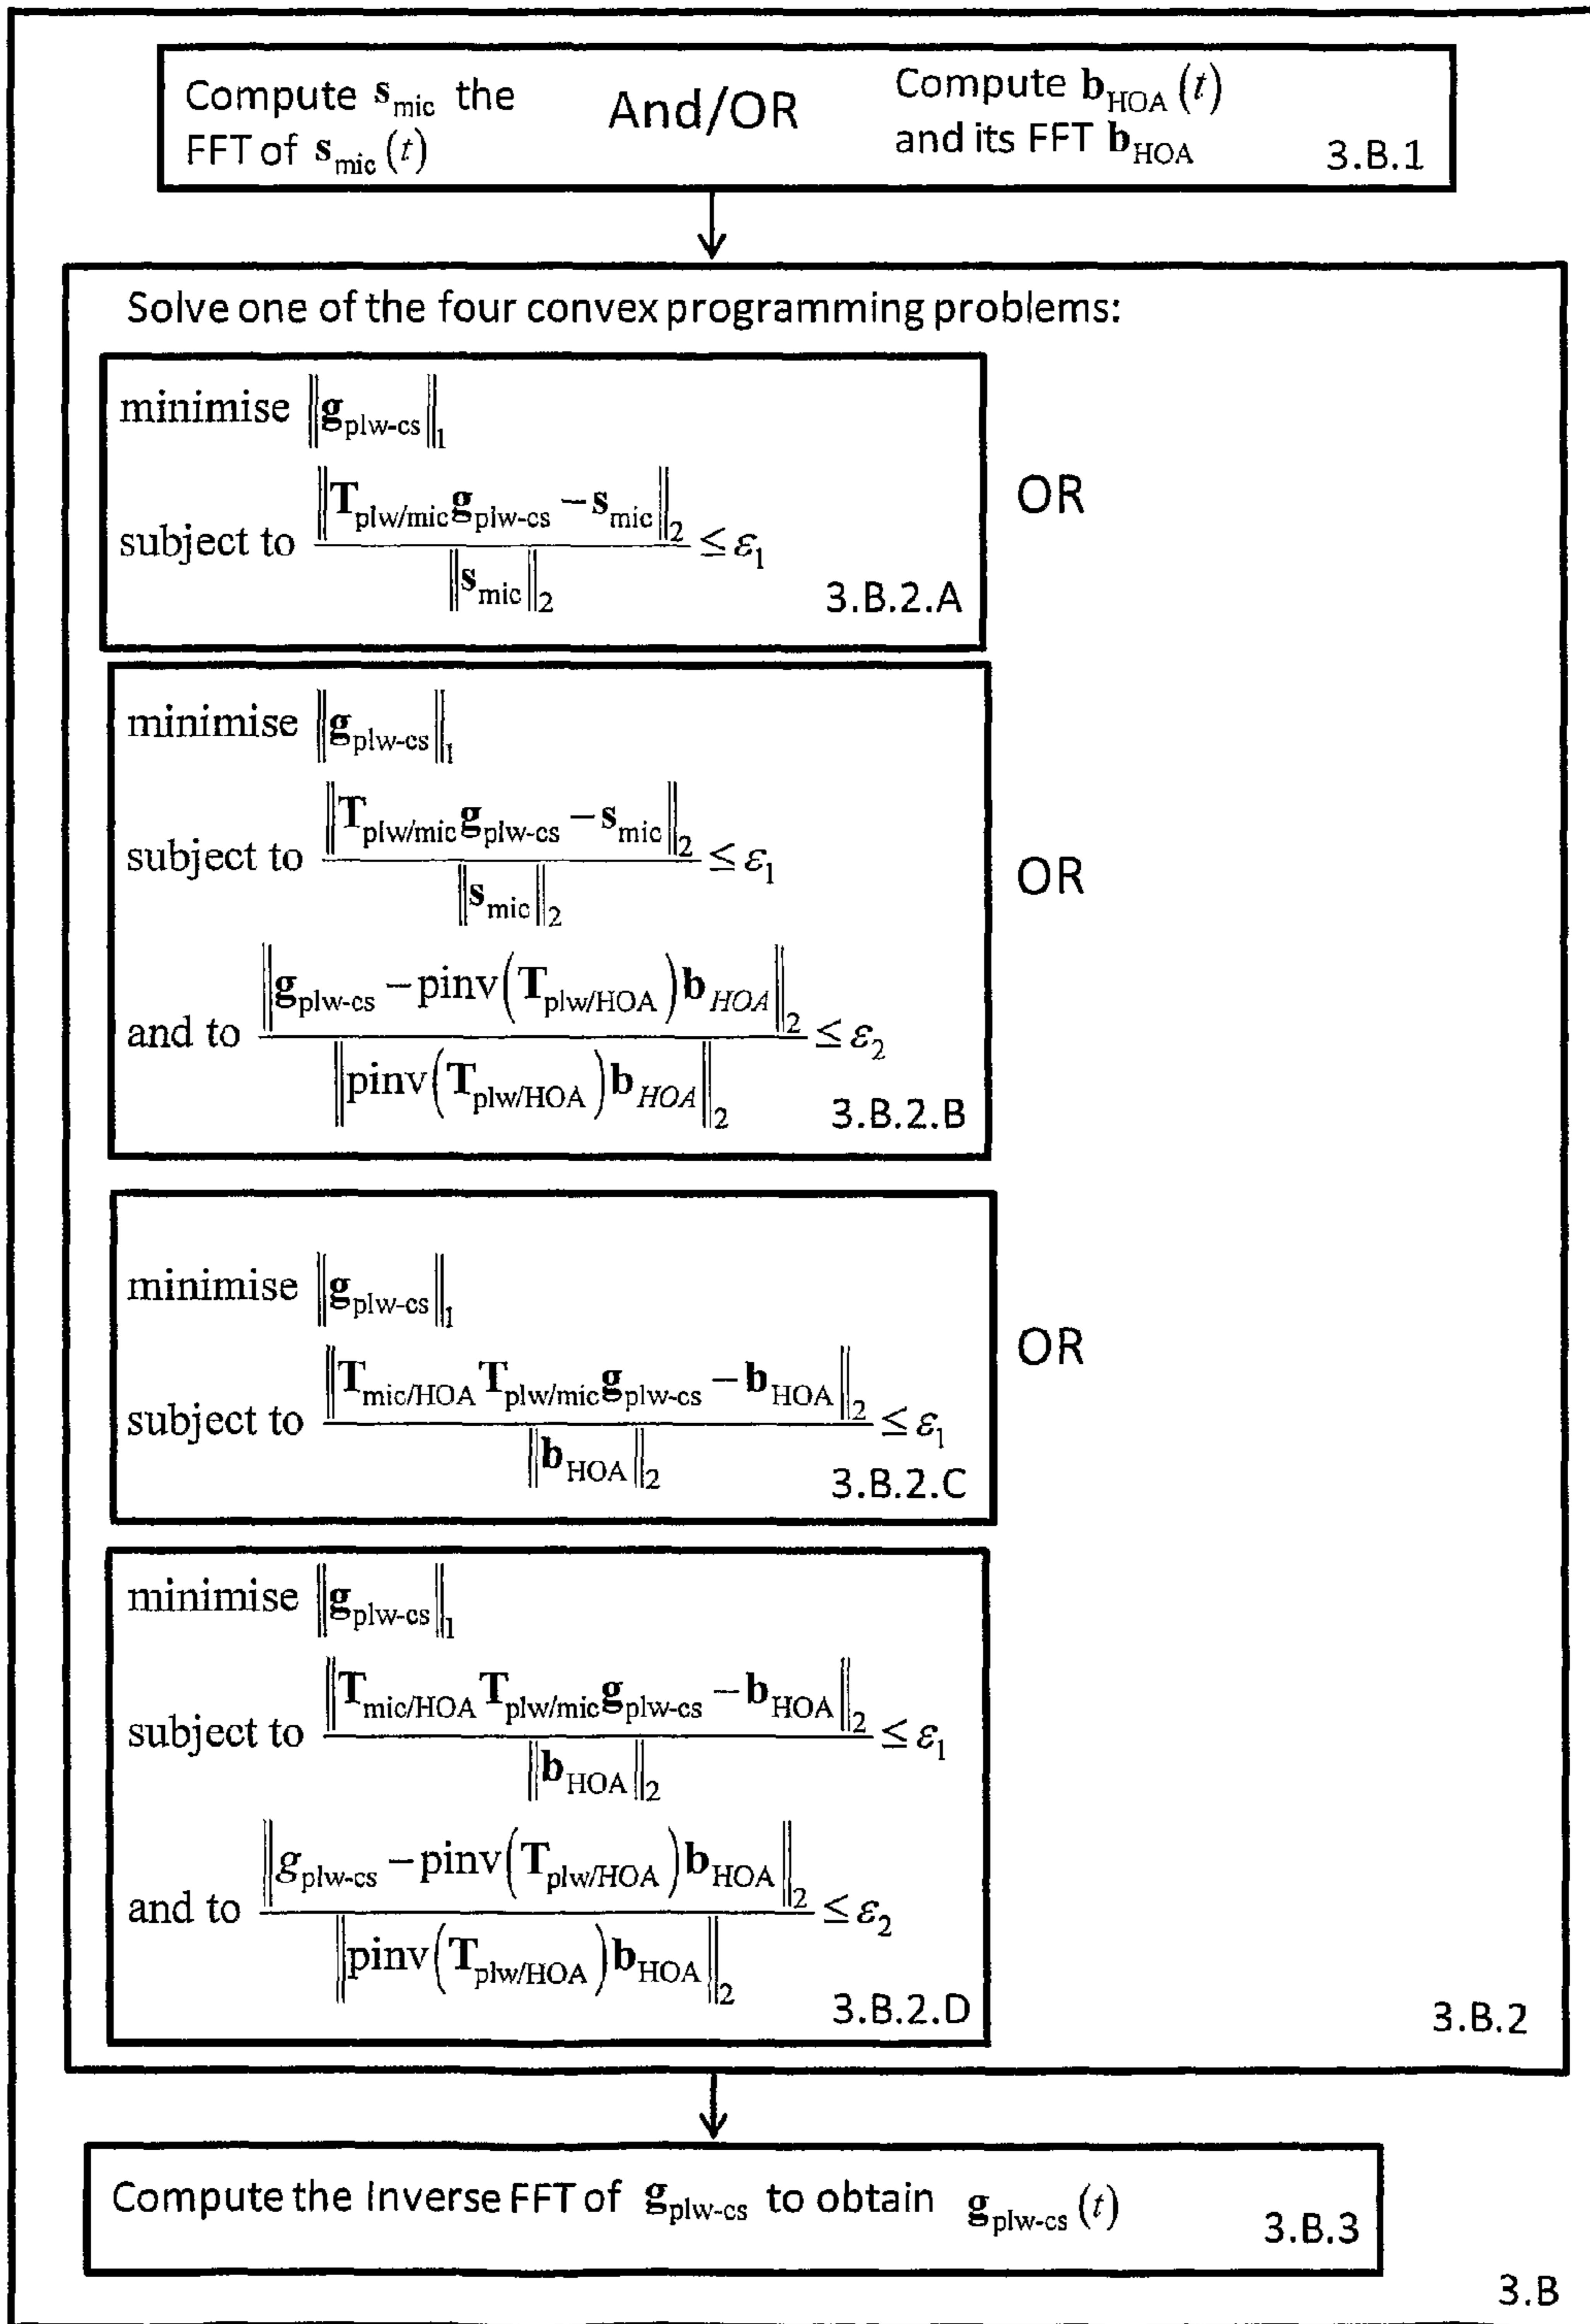 Compute s_mic the FFT of s_mic(t)
And/OR
Compute b_HOA(t) and its FFT b_HOA
3.B.1
Solve one of the four convex programming problems:
minimise ‖g_plw-cs‖_1
subject to ‖T_plw/mic g_plw-cs − s_mic‖_2 / ‖s_mic‖_2 ≤ ε_1
3.B.2.A
OR
minimise ‖g_plw-cs‖_1
subject to ‖T_plw/mic g_plw-cs − s_mic‖_2 / ‖s_mic‖_2 ≤ ε_1
and to ‖g_plw-cs − pinv(T_plw/HOA) b_HOA‖_2 / ‖pinv(T_plw/HOA) b_HOA‖_2 ≤ ε_2
3.B.2.B
OR
minimise ‖g_plw-cs‖_1
subject to ‖T_mic/HOA T_plw/mic g_plw-cs − b_HOA‖_2 / ‖b_HOA‖_2 ≤ ε_1
3.B.2.C
OR
minimise ‖g_plw-cs‖_1
subject to ‖T_mic/HOA T_plw/mic g_plw-cs − b_HOA‖_2 / ‖b_HOA‖_2 ≤ ε_1
and to ‖g_plw-cs − pinv(T_plw/HOA) b_HOA‖_2 / ‖pinv(T_plw/HOA) b_HOA‖_2 ≤ ε_2
3.B.2.D
3.B.2
Compute the Inverse FFT of g_plw-cs to obtain g_plw-cs(t)
3.B.3
3.B